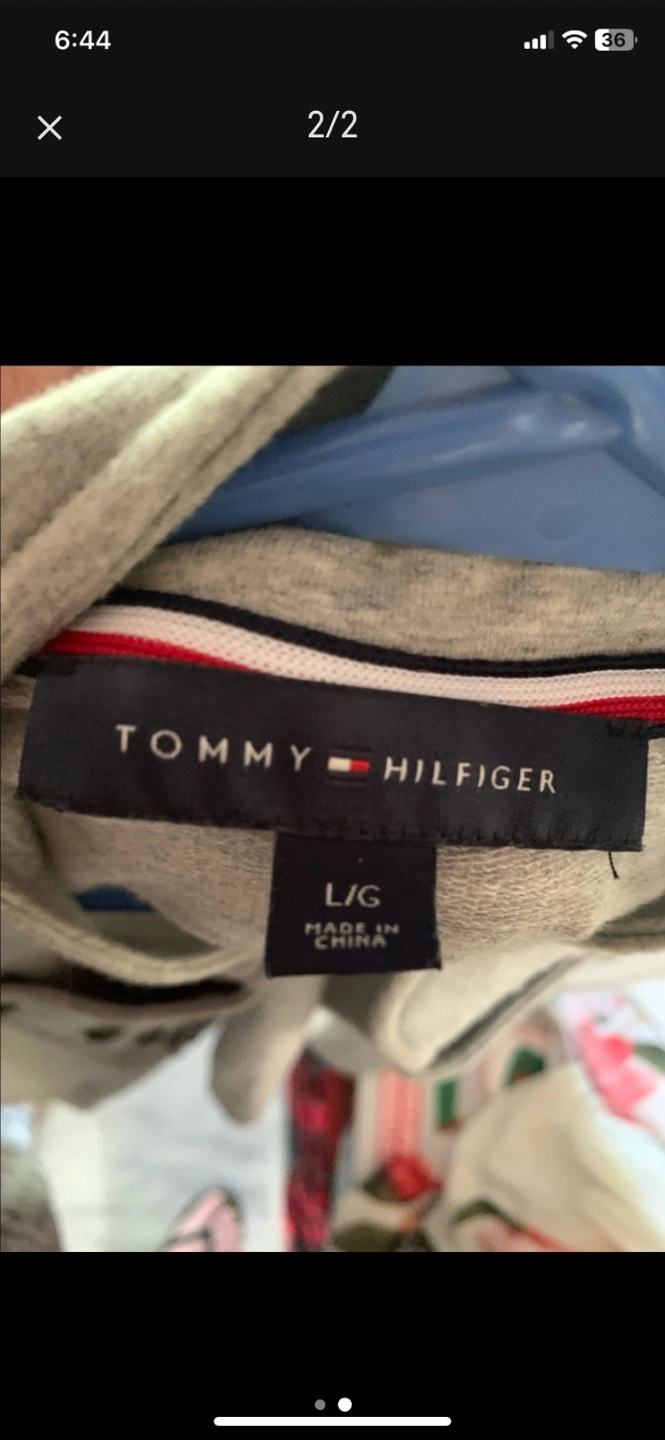 6:44
36
2/2
TOMMY HILFIGER
L/G
MADE IN
CHINA